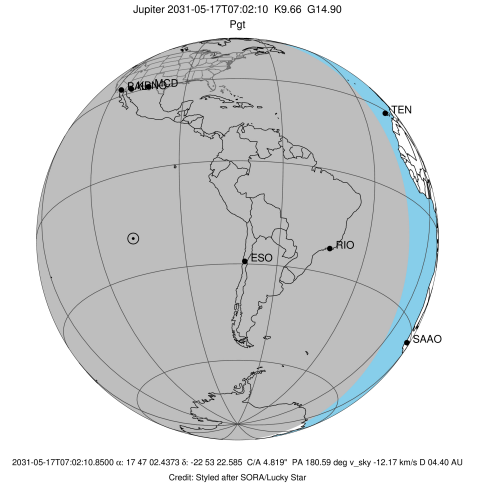 Jupiter 2031-05-17T07:02:10 K9.66 G14.90
Pgt
MCD
TEN
RIO
ESO
SAAO
2031-05-17T07:02:10.8500 α: 17 47 02.4373 δ: -22 53 22.585 C/A 4.819" PA 180.59 deg v_sky -12.17 km/s D 04.40 AU
Credit: Styled after SORA/Lucky Star